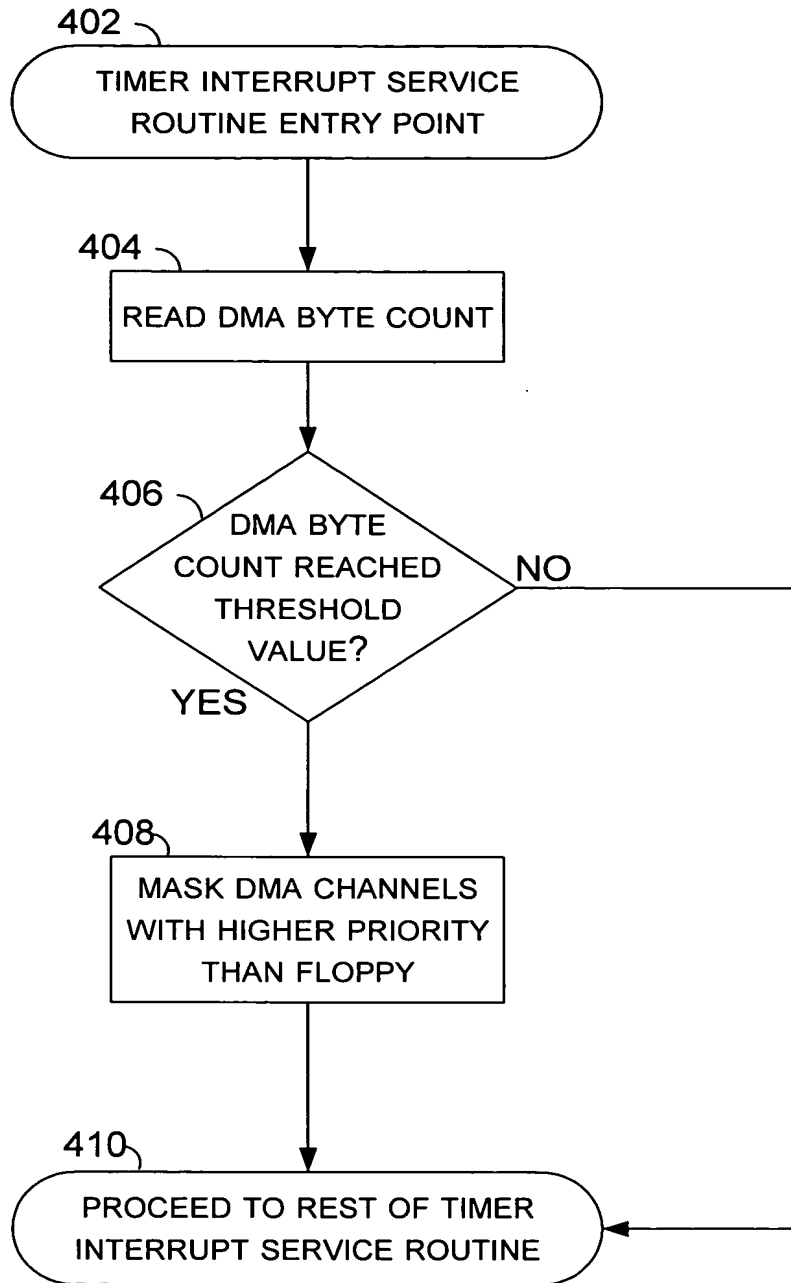 402
TIMER INTERRUPT SERVICE
ROUTINE ENTRY POINT
404
READ DMA BYTE COUNT
406
DMA BYTE
COUNT REACHED
THRESHOLD
VALUE?
NO
YES
408
MASK DMA CHANNELS
WITH HIGHER PRIORITY
THAN FLOPPY
410
PROCEED TO REST OF TIMER
INTERRUPT SERVICE ROUTINE